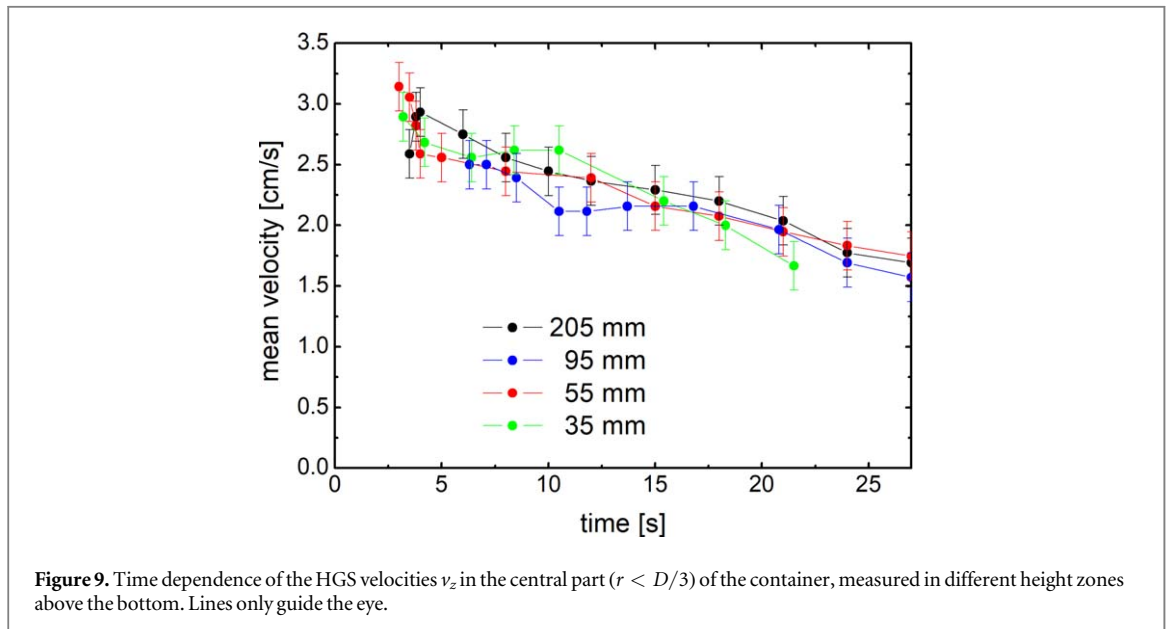 3.5
3.0
2.5
2.0
1.5
1.0
0.5
0.0
mean velocity [cm/s]
205 mm
95 mm
55 mm
35 mm
0 5 10 15 20 25
time [s]
Figure 9. Time dependence of the HGS velocities v_z in the central part (r < D/3) of the container, measured in different height zones
above the bottom. Lines only guide the eye.